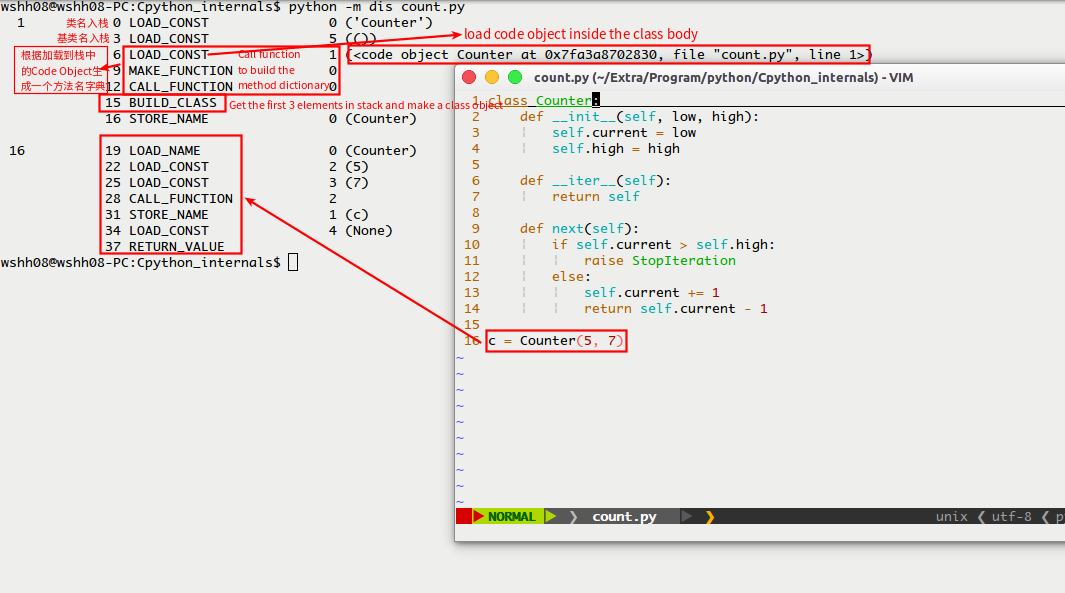 wshh08@wshh08-PC:Cpython_internals$ python -m dis count.py
1 类名入栈 0 LOAD_CONST 0 ('Counter')
基类名入栈 3 LOAD_CONST 5 (())
load code object inside the class body
根据加载到栈中 6 LOAD_CONST Call function 1 (<code object Counter at 0x7fa3a8702830, file "count.py", line 1>)
的Code Object生 9 MAKE_FUNCTION to build the 0
成一个方法名字典 12 CALL_FUNCTION method dictionary 0
15 BUILD_CLASS Get the first 3 elements in stack and make a class object
16 STORE_NAME 0 (Counter)
16 19 LOAD_NAME 0 (Counter)
22 LOAD_CONST 2 (5)
25 LOAD_CONST 3 (7)
28 CALL_FUNCTION 2
31 STORE_NAME 1 (c)
34 LOAD_CONST 4 (None)
37 RETURN_VALUE
wshh08@wshh08-PC:Cpython_internals$
count.py (~/Extra/Program/python/Cpython_internals) - VIM
1 class Counter:
2 def __init__(self, low, high):
3 self.current = low
4 self.high = high
5
6 def __iter__(self):
7 return self
8
9 def next(self):
10 if self.current > self.high:
11 raise StopIteration
12 else:
13 self.current += 1
14 return self.current - 1
15
16 c = Counter(5, 7)
~
~
~
~
~
~
~
~
~
~
NORMAL ❯ count.py ❯ unix ❮ utf-8 ❮ p